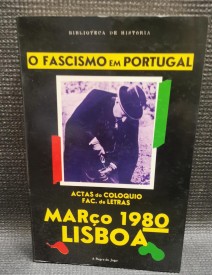 BIBLIOTECA DE HISTÓRIA
O FASCISMO EM PORTUGAL
ACTAS do COLOQUIO
FAC. de LETRAS
MARÇO 1980
LISBOA
A Regra do Jogo